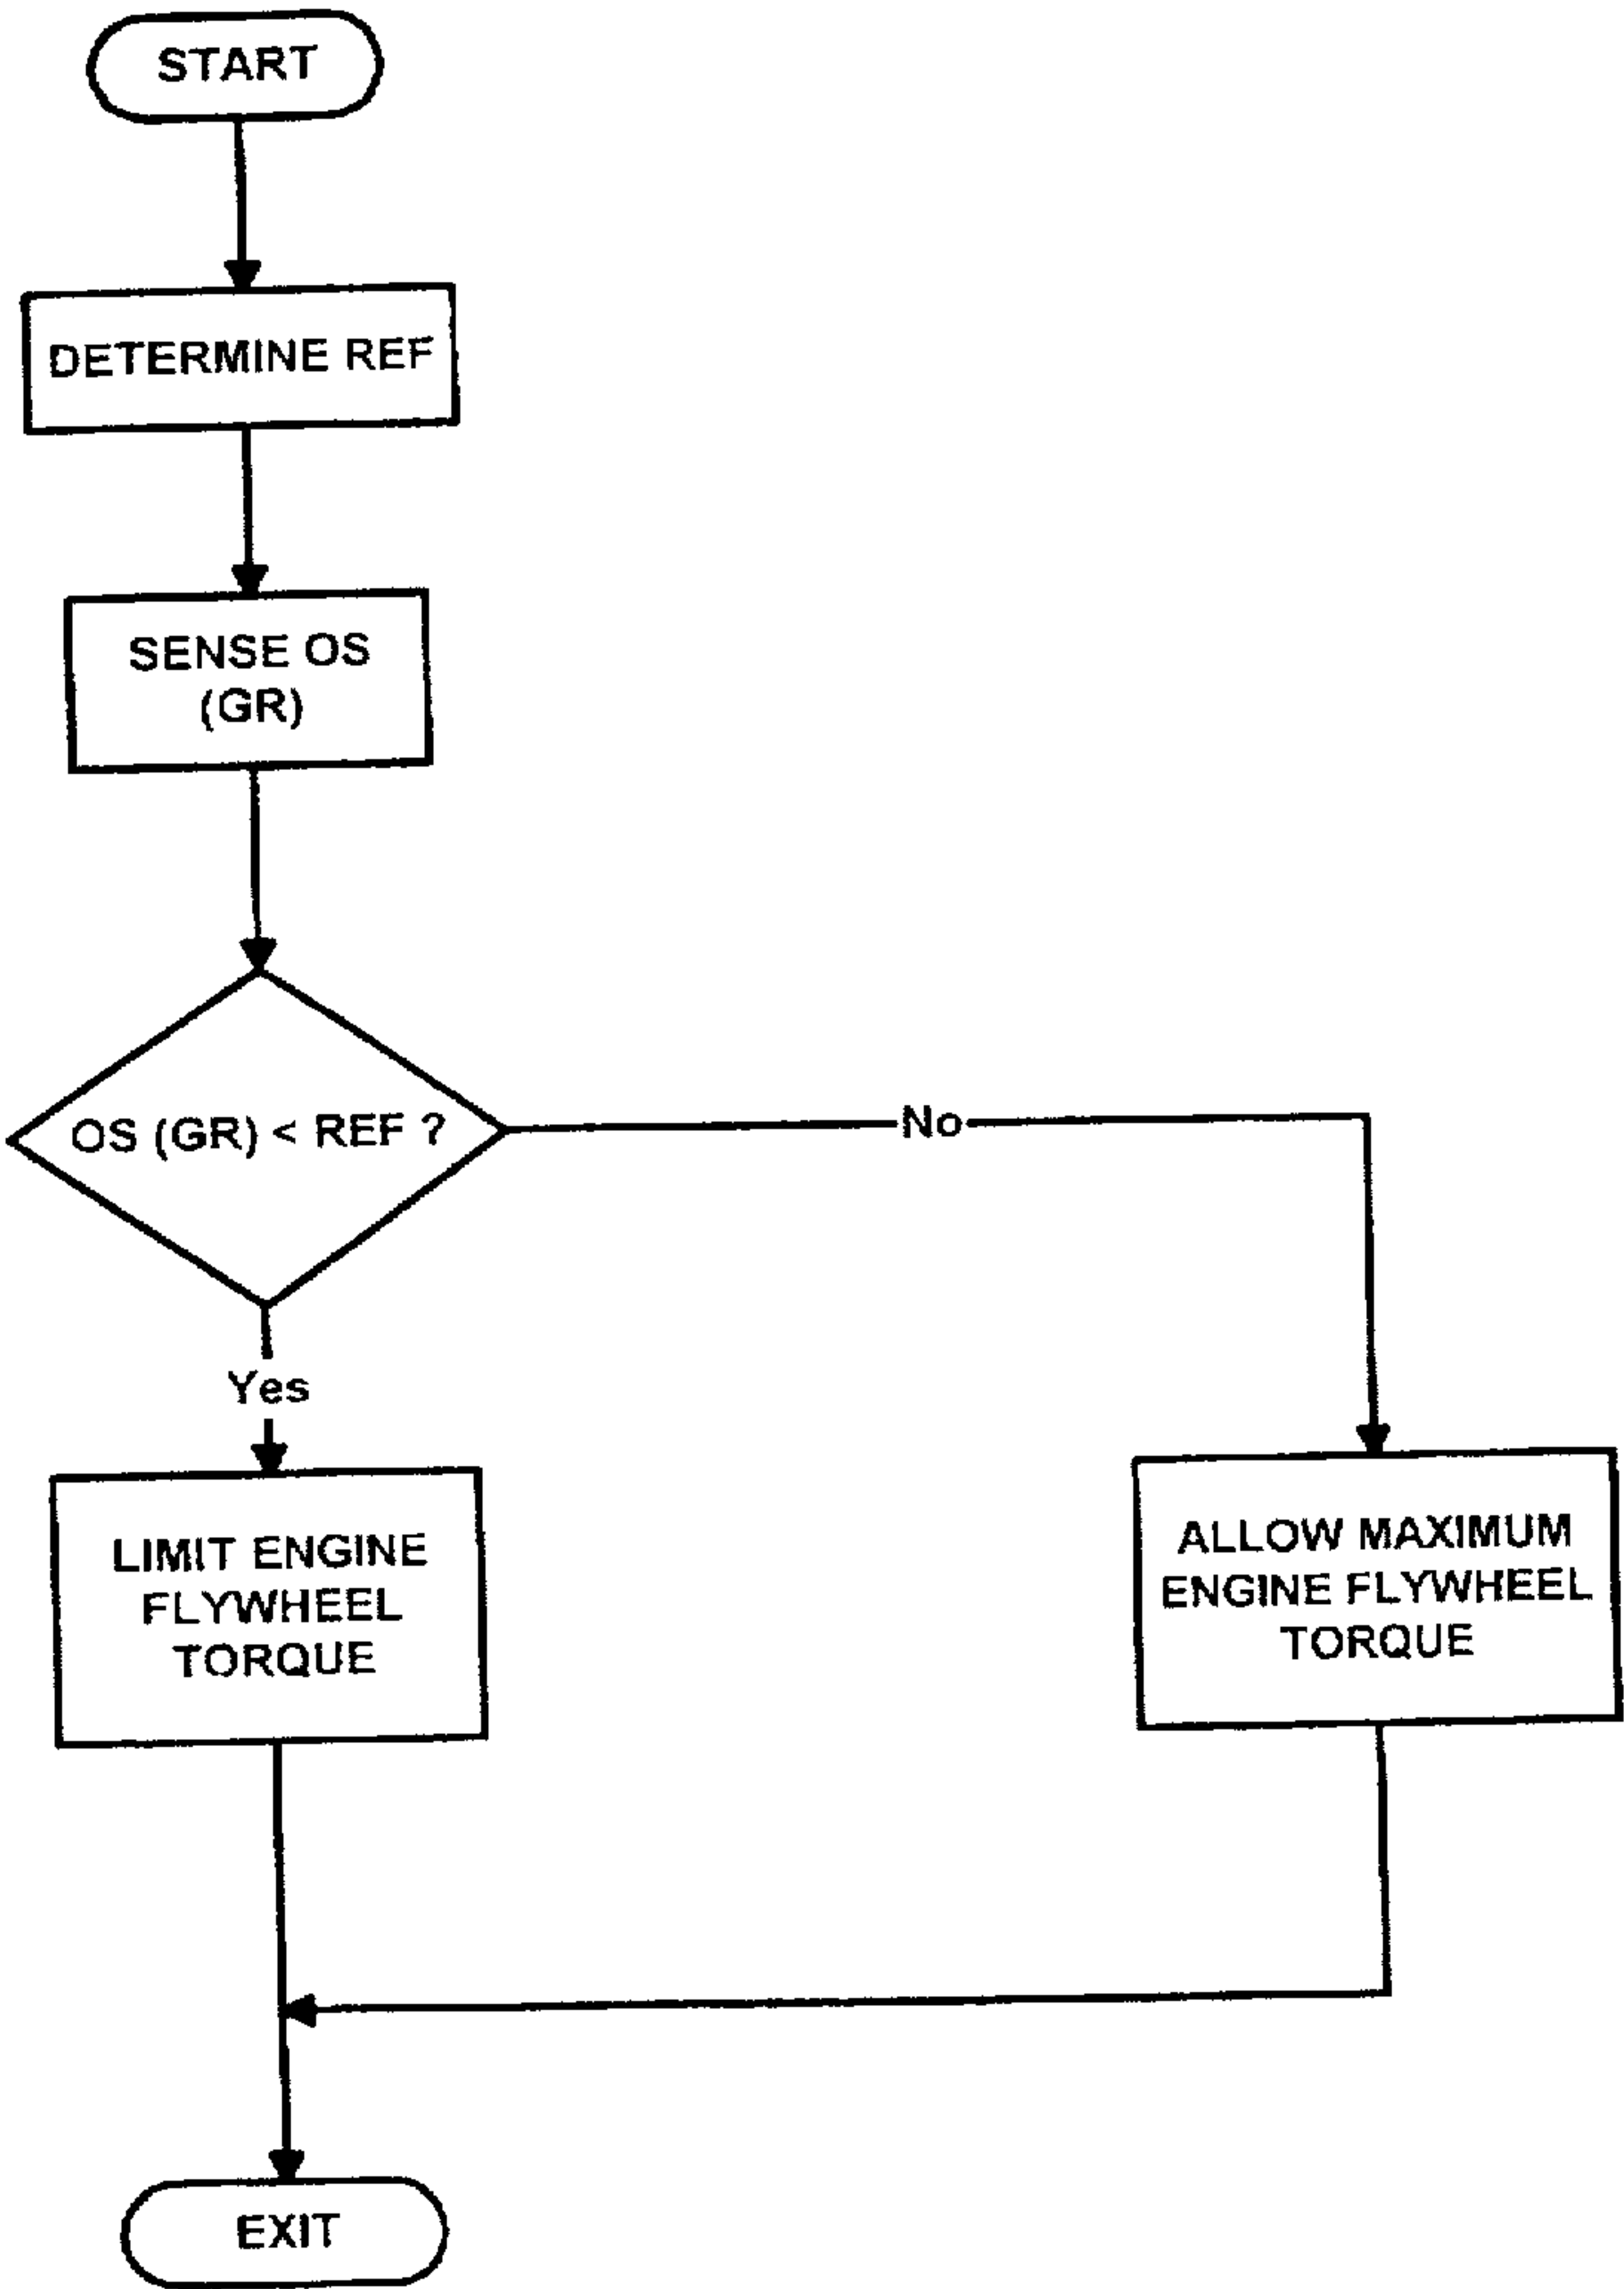 START
DETERMINE REF
SENSE OS
(GR)
OS (GR) < REF ?
No
Yes
LIMIT ENGINE
FLYWHEEL
TORQUE
ALLOW MAXIMUM
ENGINE FLYWHEEL
TORQUE
EXIT